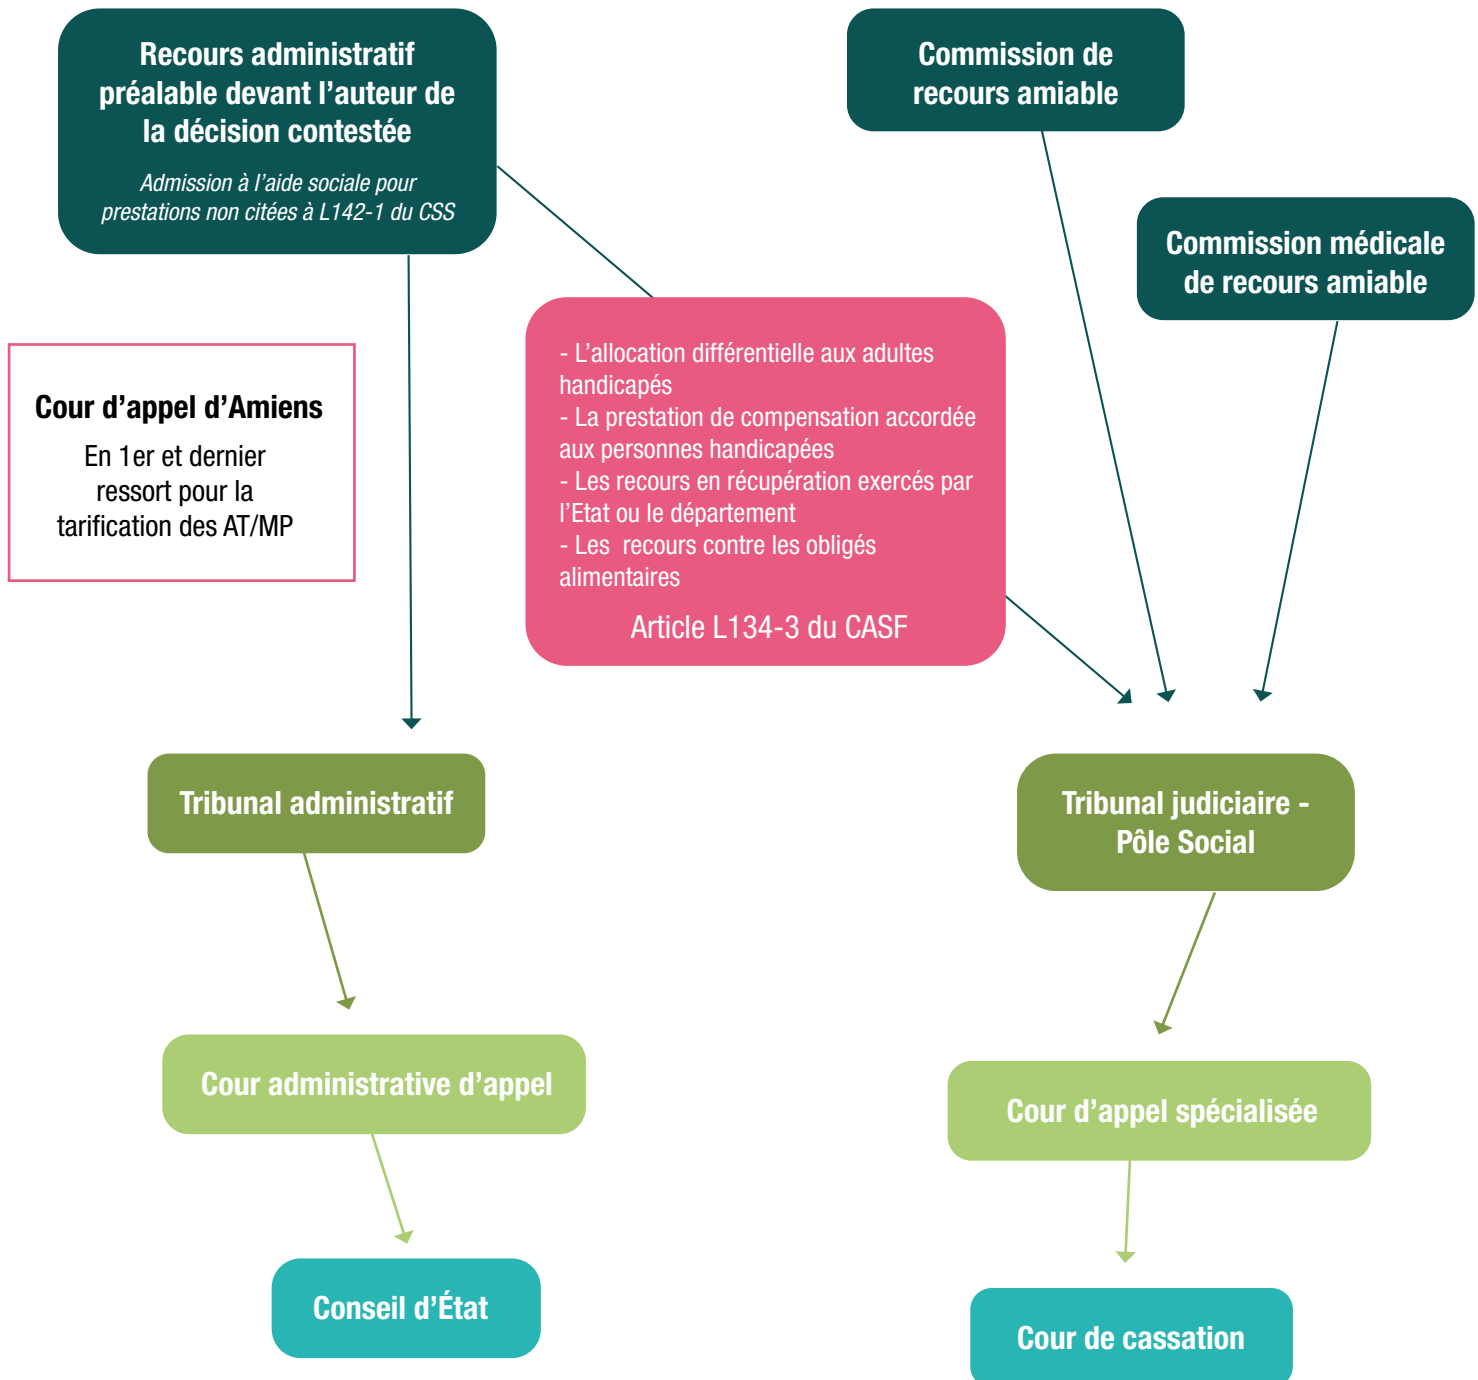 Recours administratif
préalable devant l'auteur de
la décision contestée
Admission à l'aide sociale pour
prestations non citées à L142-1 du CSS
Commission de
recours amiable
Commission médicale
de recours amiable
Cour d'appel d'Amiens
En 1er et dernier
ressort pour la
tarification des AT/MP
- L'allocation différentielle aux adultes
handicapés
- La prestation de compensation accordée
aux personnes handicapées
- Les recours en récupération exercés par
l'Etat ou le département
- Les  recours contre les obligés
alimentaires
Article L134-3 du CASF
Tribunal administratif
Tribunal judiciaire -
Pôle Social
Cour administrative d'appel
Cour d'appel spécialisée
Conseil d'État
Cour de cassation